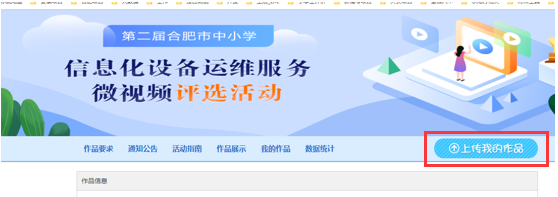 第二届合肥市中小学
信息化设备运维服务
微视频评选活动
作品要求 通知公告 活动指南 作品展示 我的作品 数据统计
上传我的作品
作品信息